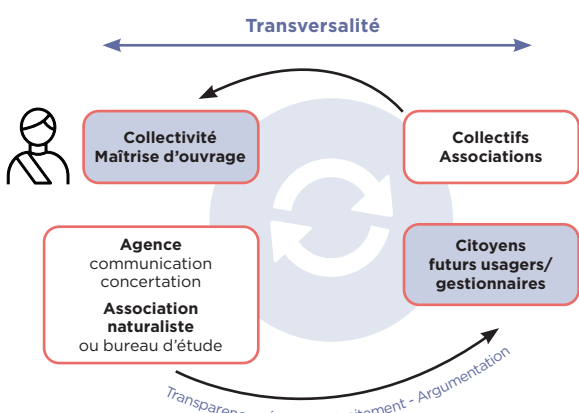 Transversalité
Collectivité
Maîtrise d'ouvrage
Collectifs
Associations
Agence
communication
concertation
Association
naturaliste
ou bureau d'étude
Citoyens
futurs usagers/
gestionnaires
- Argumentation